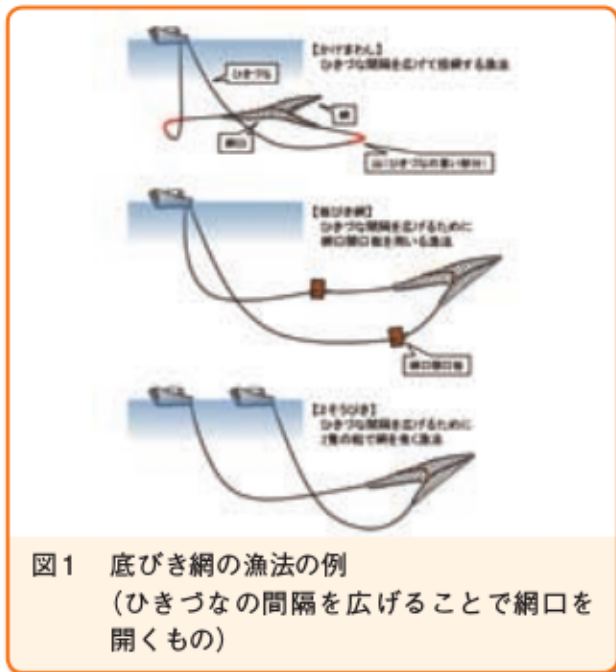 【かけまわし】
ひきづな間隔を広げて投網する漁法
ひきづな
網
網口
山(ひきづなの重い部分)
【板びき網】
ひきづな間隔を広げるために
網口開口板を用いる漁法
網口開口板
【2そうびき】
ひきづな間隔を広げるために
2隻の船で網を曳く漁法
図1 底びき網の漁法の例
(ひきづなの間隔を広げることで網口を
開くもの)